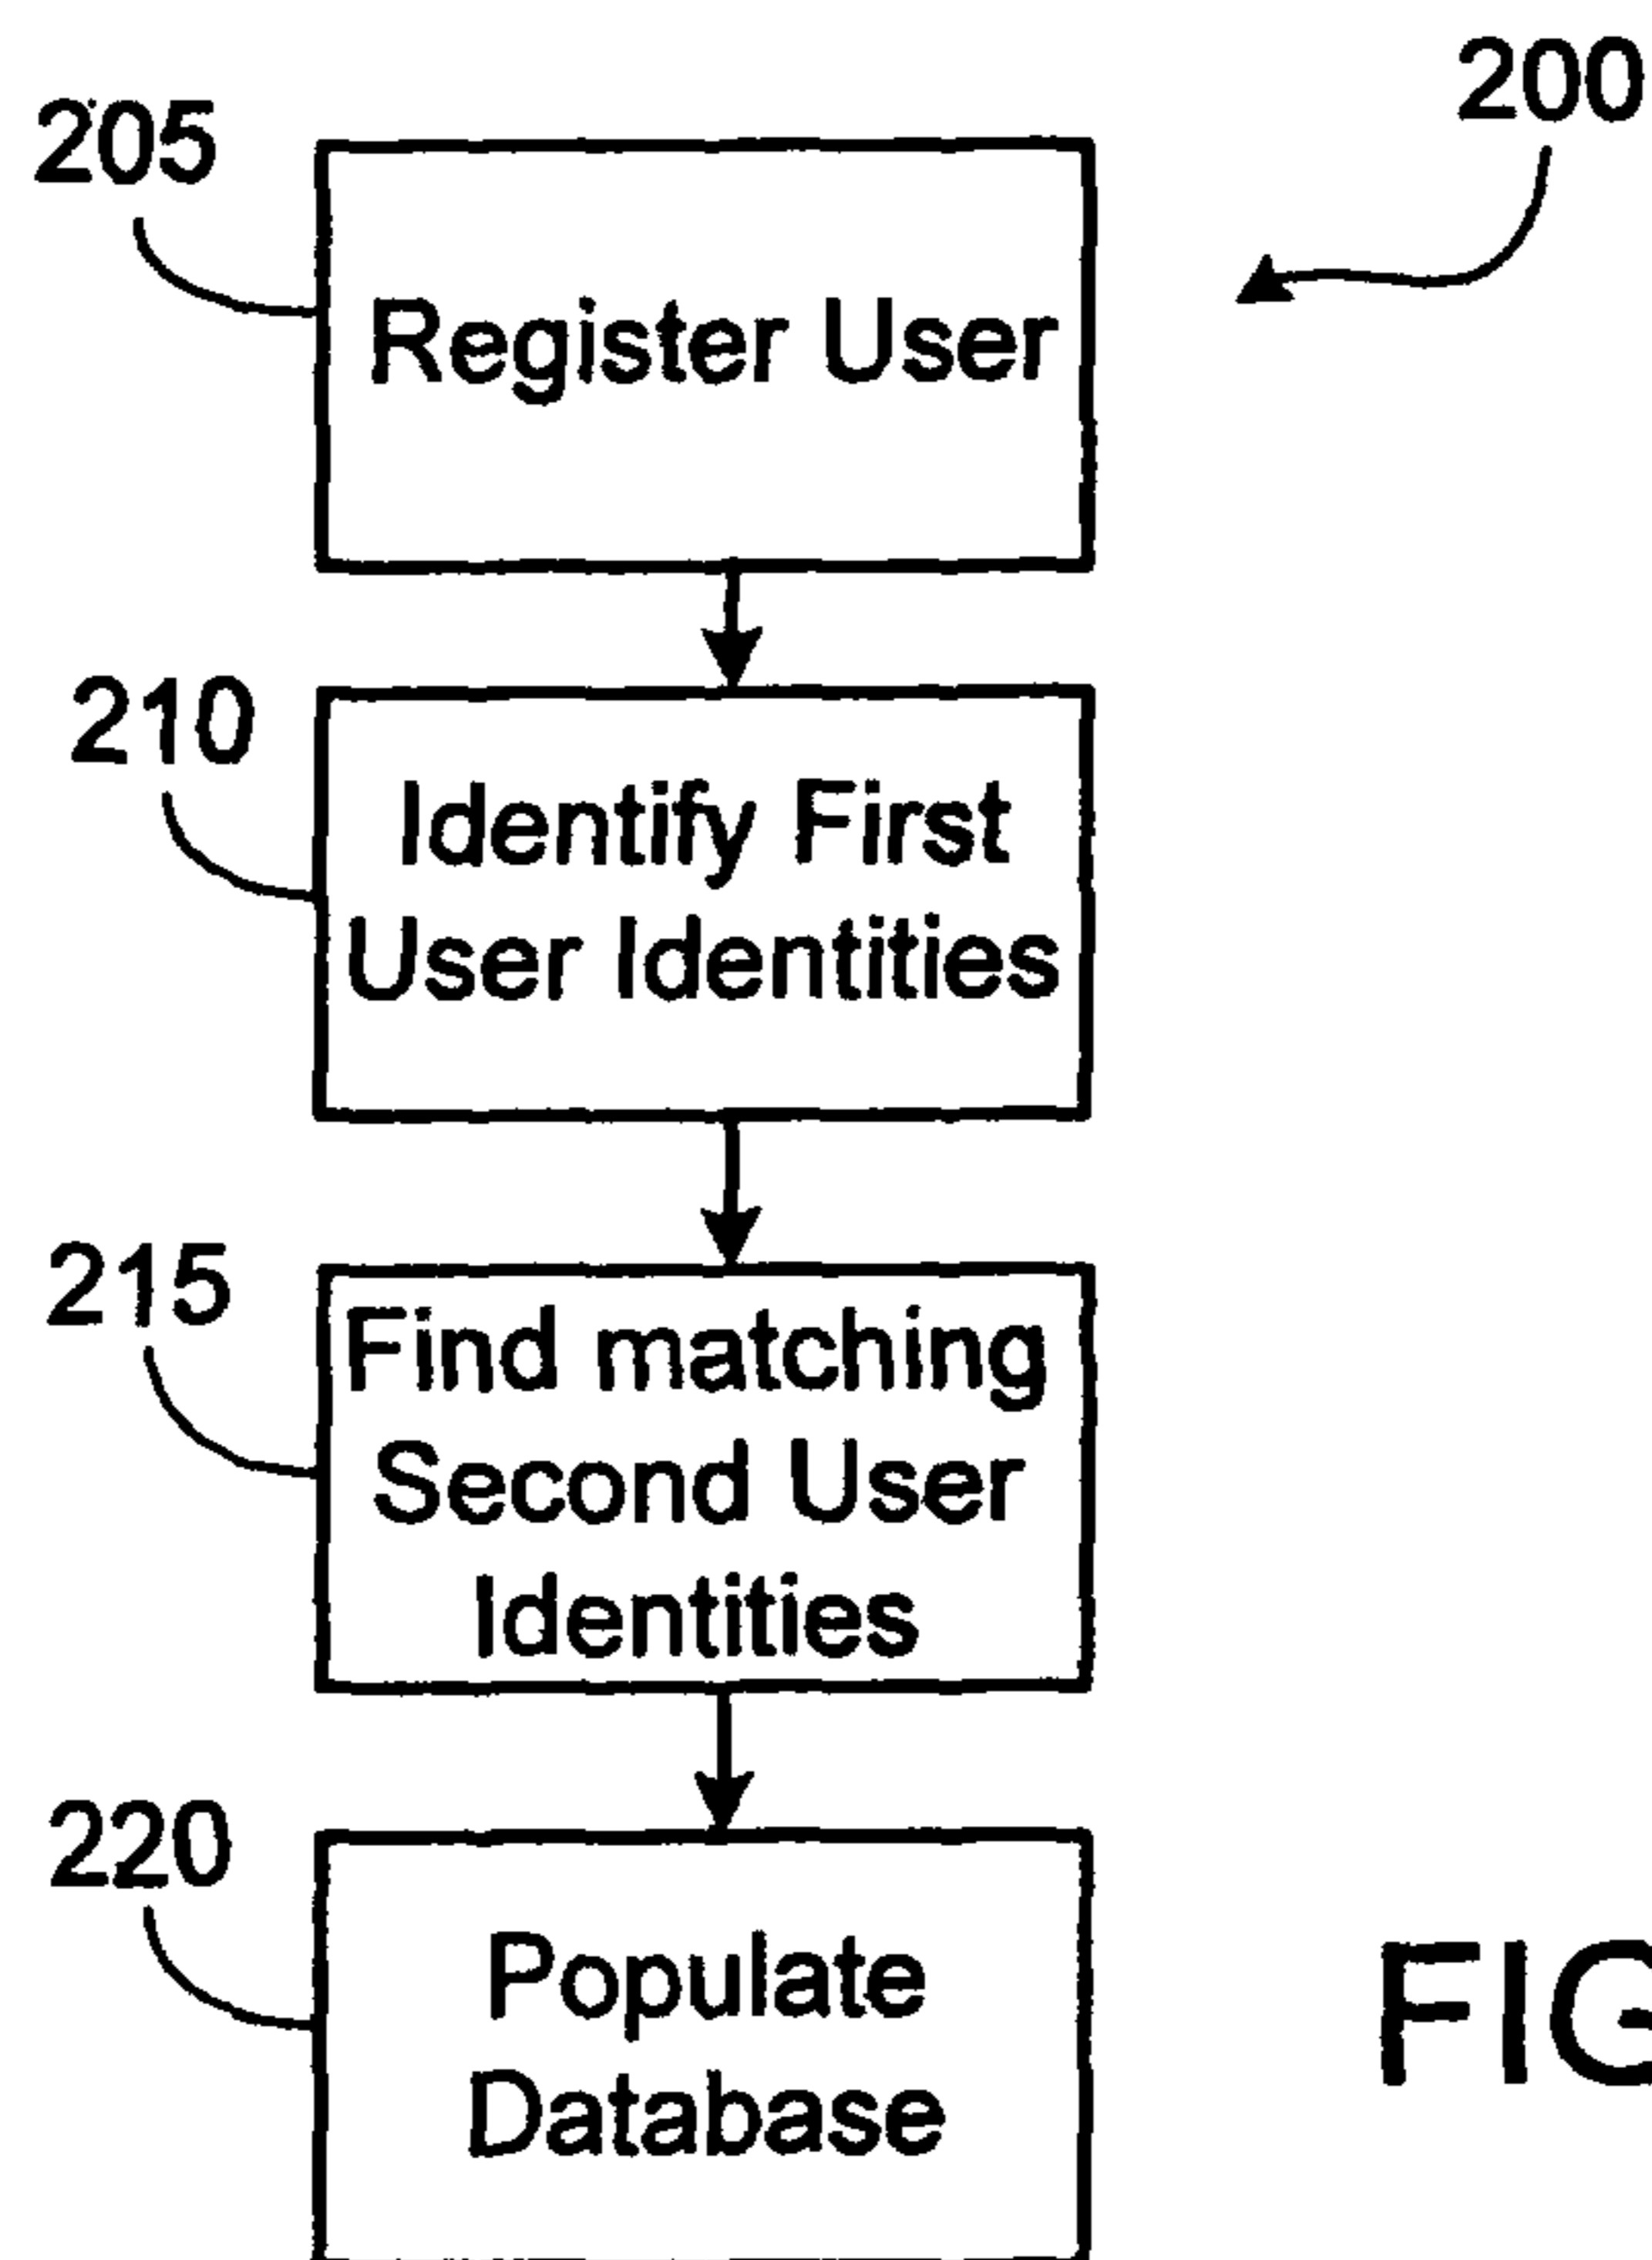 200
205
Register User
210
Identify First
User Identities
215
Find matching
Second User
Identities
220
Populate
Database
FIG